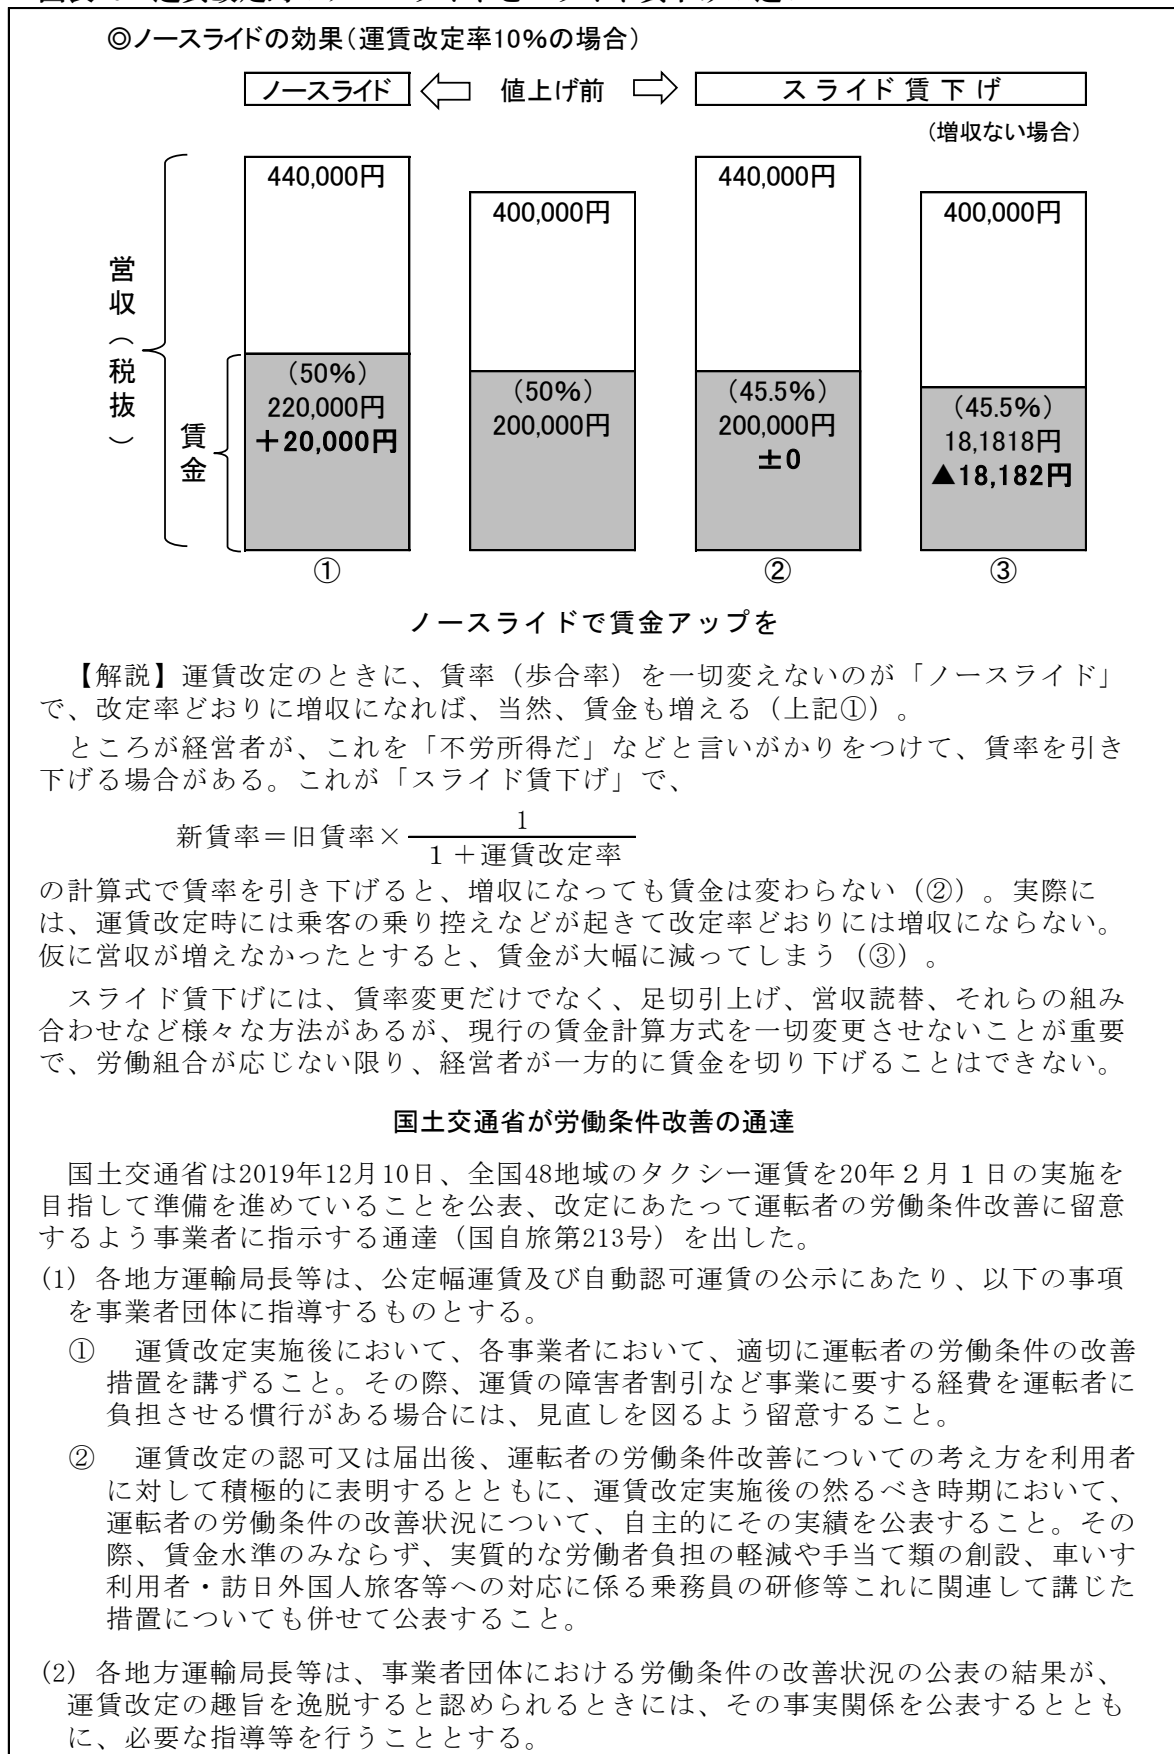 ◎ノースライドの効果（運賃改定率10％の場合）
ノースライド
値上げ前
スライド賃下げ
（増収ない場合）
営収（税抜）
賃金
440,000円
（50％）
220,000円
＋20,000円
①
400,000円
（50％）
200,000円
440,000円
（45.5％）
200,000円
±0
②
400,000円
（45.5％）
18,1818円
▲18,182円
③
ノースライドで賃金アップを
【解説】運賃改定のときに、賃率（歩合率）を一切変えないのが「ノースライド」
で、改定率どおりに増収になれば、当然、賃金も増える（上記①）。
ところが経営者が、これを「不労所得だ」などと言いがかりをつけて、賃率を引き
下げる場合がある。これが「スライド賃下げ」で、
新賃率＝旧賃率×
1
1＋運賃改定率
の計算式で賃率を引き下げると、増収になっても賃金は変わらない（②）。実際に
は、運賃改定時には乗客の乗り控えなどが起きて改定率どおりには増収にならない。
仮に営収が増えなかったとすると、賃金が大幅に減ってしまう（③）。
スライド賃下げには、賃率変更だけでなく、足切引上げ、営収読替、それらの組み
合わせなど様々な方法があるが、現行の賃金計算方式を一切変更させないことが重要
で、労働組合が応じない限り、経営者が一方的に賃金を切り下げることはできない。
国土交通省が労働条件改善の通達
国土交通省は2019年12月10日、全国48地域のタクシー運賃を20年２月１日の実施を
目指して準備を進めていることを公表、改定にあたって運転者の労働条件改善に留意
するよう事業者に指示する通達（国自旅第213号）を出した。
(1) 各地方運輸局長等は、公定幅運賃及び自動認可運賃の公示にあたり、以下の事項
を事業者団体に指導するものとする。
① 運賃改定実施後において、各事業者において、適切に運転者の労働条件の改善
措置を講ずること。その際、運賃の障害者割引など事業に要する経費を運転者に
負担させる慣行がある場合には、見直しを図るよう留意すること。
② 運賃改定の認可又は届出後、運転者の労働条件改善についての考え方を利用者
に対して積極的に表明するとともに、運賃改定実施後の然るべき時期において、
運転者の労働条件の改善状況について、自主的にその実績を公表すること。その
際、賃金水準のみならず、実質的な労働者負担の軽減や手当て類の創設、車いす
利用者・訪日外国人旅客等への対応に係る乗務員の研修等これに関連して講じた
措置についても併せて公表すること。
(2) 各地方運輸局長等は、事業者団体における労働条件の改善状況の公表の結果が、
運賃改定の趣旨を逸脱すると認められるときには、その事実関係を公表するととも
に、必要な指導等を行うこととする。